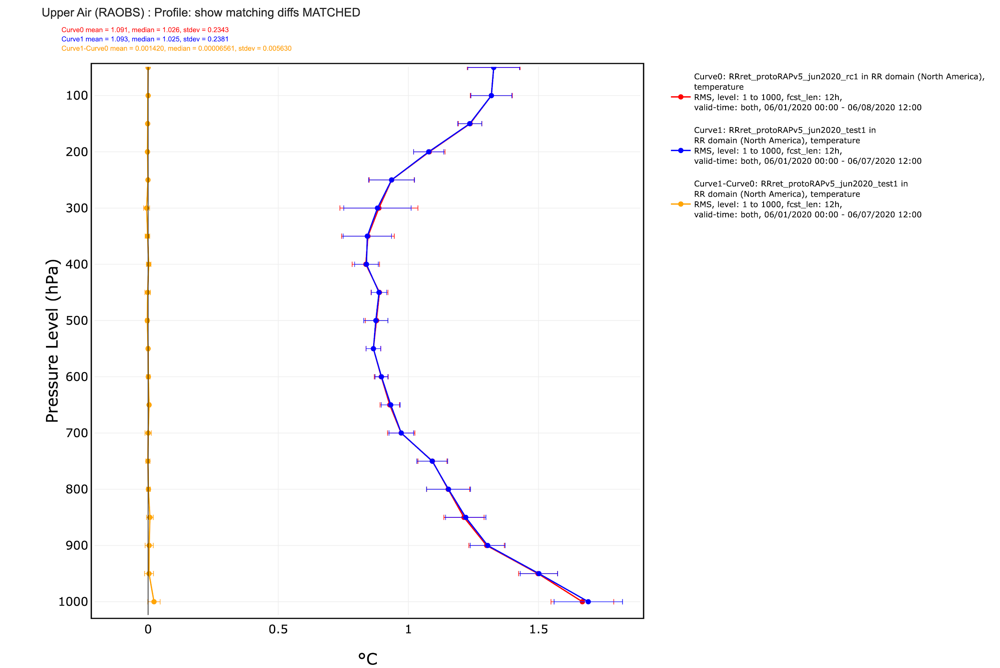 Upper Air (RAOBS) : Profile: show matching diffs MATCHED
Curve0 mean = 1.091, median = 1.026, stdev = 0.2343
Curve1 mean = 1.093, median = 1.025, stdev = 0.2381
Curve1-Curve0 mean = 0.001420, median = 0.00006561, stdev = 0.005630
Curve0: RRret_protoRAPv5_jun2020_rc1 in RR domain (North America),
temperature
RMS, level: 1 to 1000, fcst_len: 12h,
valid-time: both, 06/01/2020 00:00 - 06/08/2020 12:00
Curve1: RRret_protoRAPv5_jun2020_test1 in
RR domain (North America), temperature
RMS, level: 1 to 1000, fcst_len: 12h,
valid-time: both, 06/01/2020 00:00 - 06/07/2020 12:00
Curve1-Curve0: RRret_protoRAPv5_jun2020_test1 in
RR domain (North America), temperature
RMS, level: 1 to 1000, fcst_len: 12h,
valid-time: both, 06/01/2020 00:00 - 06/07/2020 12:00
Pressure Level (hPa)
100
200
300
400
500
600
700
800
900
1000
0 0.5 1 1.5
°C